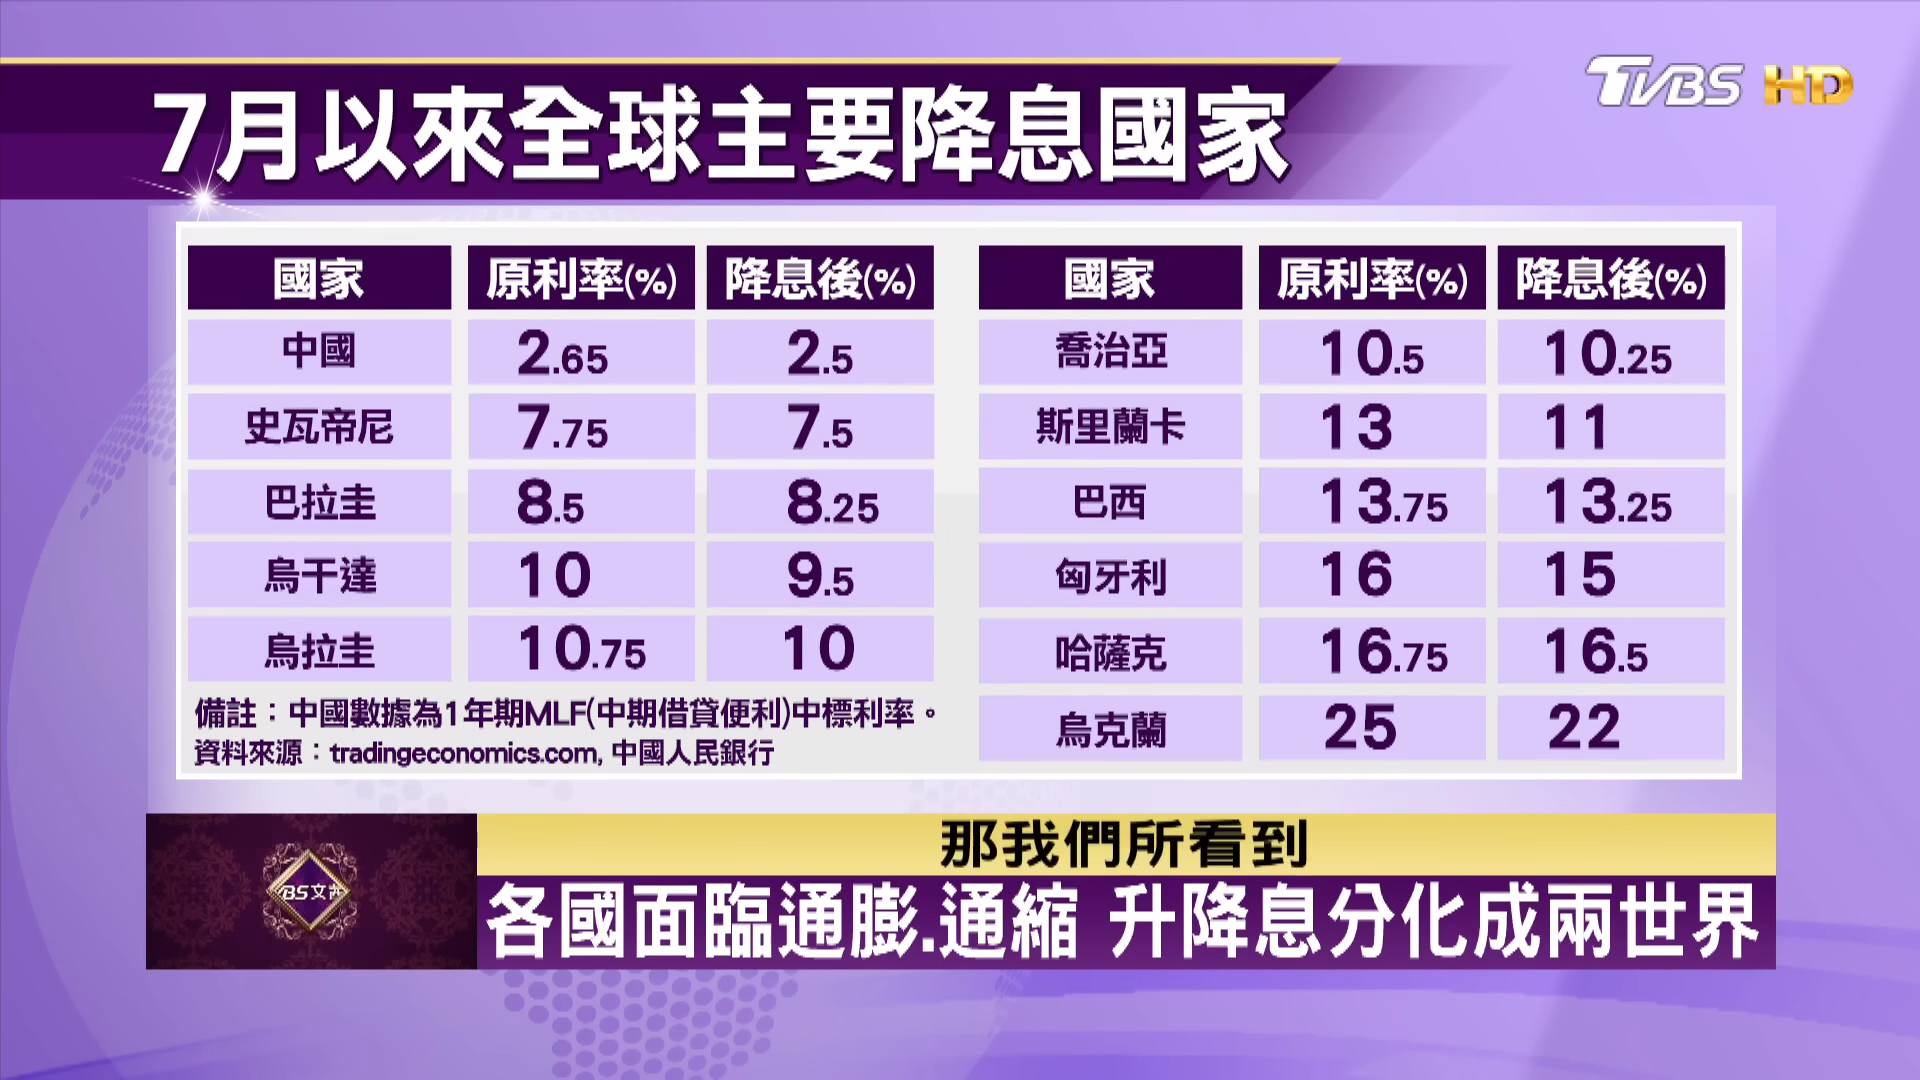 TVBS HD
7月以來全球主要降息國家
國家 原利率(%) 降息後(%)
中國 2.65 2.5
史瓦帝尼 7.75 7.5
巴拉圭 8.5 8.25
烏干達 10 9.5
烏拉圭 10.75 10
備註：中國數據為1年期MLF(中期借貸便利)中標利率。
資料來源：tradingeconomics.com, 中國人民銀行
國家 原利率(%) 降息後(%)
喬治亞 10.5 10.25
斯里蘭卡 13 11
巴西 13.75 13.25
匈牙利 16 15
哈薩克 16.75 16.5
烏克蘭 25 22
那我們所看到
各國面臨通膨.通縮 升降息分化成兩世界
BS文